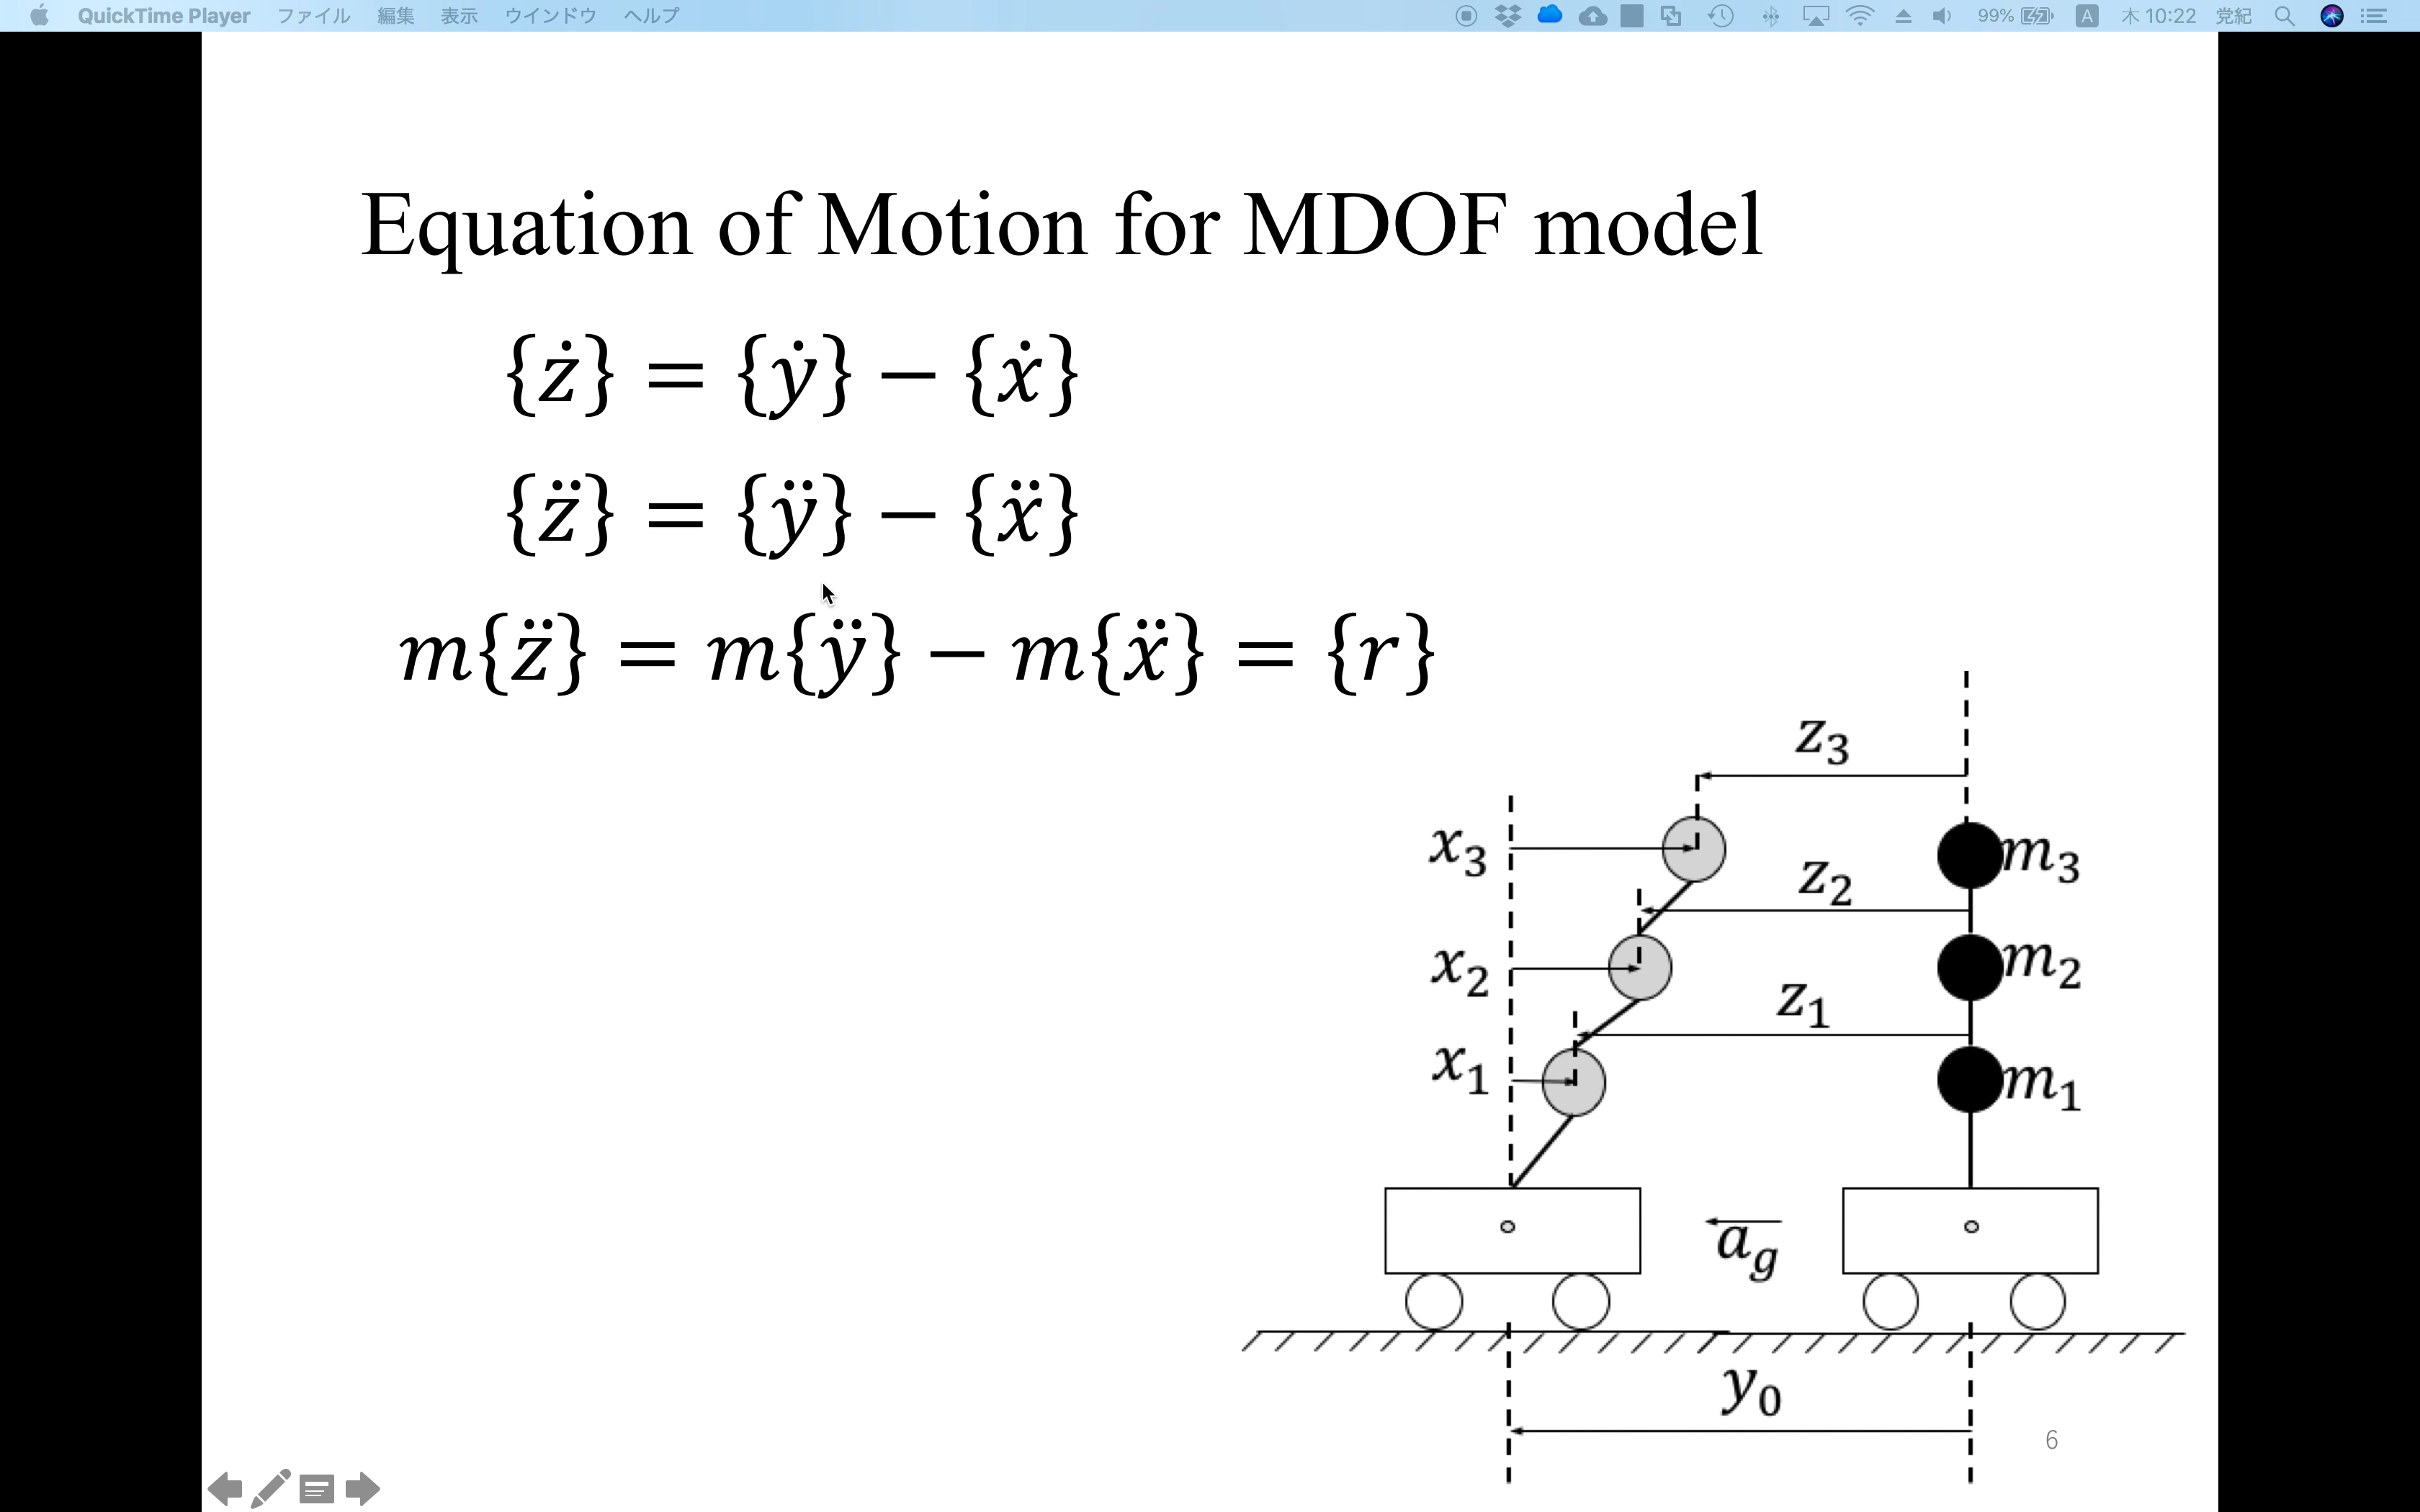 QuickTime Player ファイル 編集 表示 ウインドウ ヘルプ 99% A 木 10:22 党紀
Equation of Motion for MDOF model
{ż} = {ẏ} − {ẋ}
{z̈} = {ÿ} − {ẍ}
m{z̈} = m{ÿ} − m{ẍ} = {r}
z₃
x₃
m₃
z₂
x₂
m₂
z₁
x₁
m₁
a_g
y₀
6